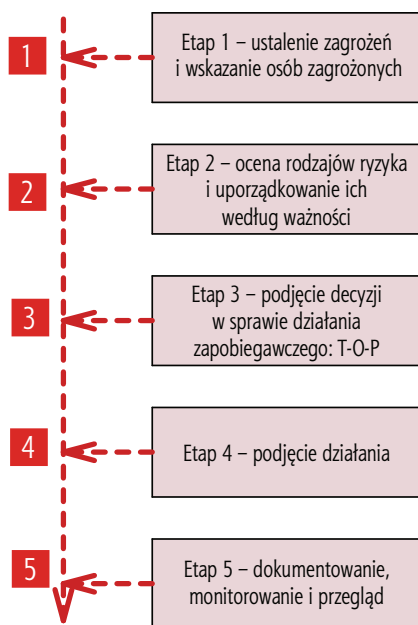 1
Etap 1 – ustalenie zagrożeń
i wskazanie osób zagrożonych
2
Etap 2 – ocena rodzajów ryzyka
i uporządkowanie ich
według ważności
3
Etap 3 – podjęcie decyzji
w sprawie działania
zapobiegawczego: T-O-P
4
Etap 4 – podjęcie działania
5
Etap 5 – dokumentowanie,
monitorowanie i przegląd